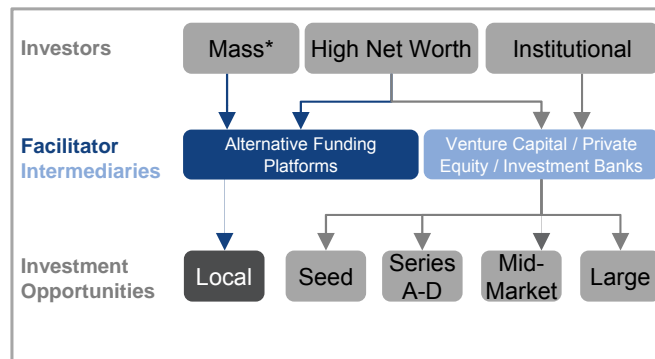 Investors
Mass*
High Net Worth
Institutional
Facilitator
Intermediaries
Alternative Funding
Platforms
Venture Capital / Private
Equity / Investment Banks
Investment
Opportunities
Local
Seed
Series
A-D
Mid-
Market
Large